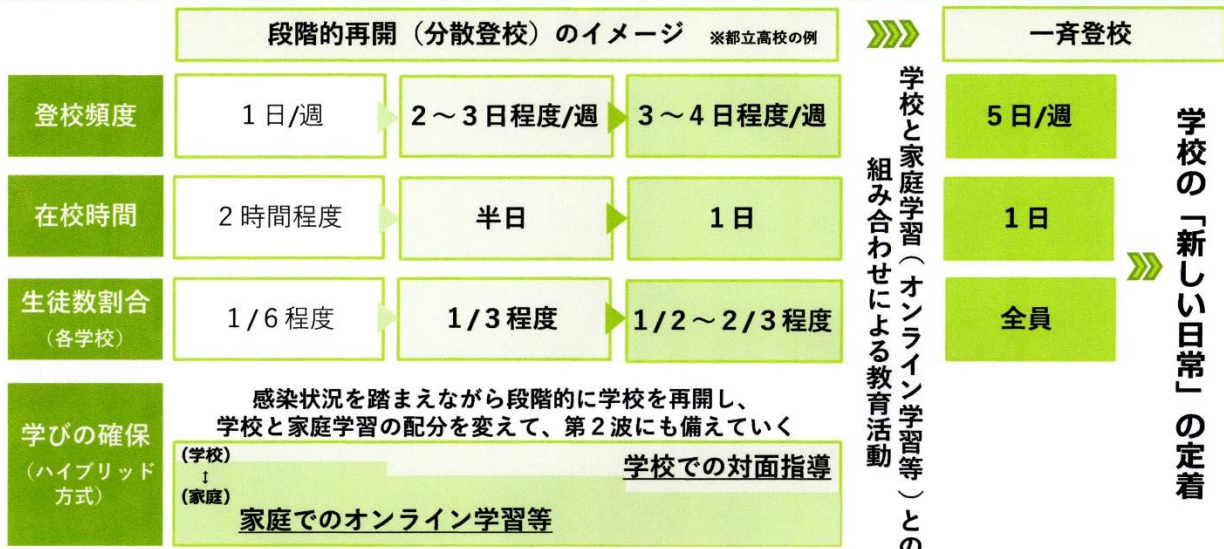 段階的再開（分散登校）のイメージ ※都立高校の例
一斉登校
登校頻度
1日/週
2～3日程度/週
3～4日程度/週
5日/週
在校時間
2時間程度
半日
1日
1日
生徒数割合
（各学校）
1/6程度
1/3程度
1/2～2/3程度
全員
学びの確保
（ハイブリッド
方式）
感染状況を踏まえながら段階的に学校を再開し、
学校と家庭学習の配分を変えて、第2波にも備えていく
(学校)
↕
(家庭)
学校での対面指導
家庭でのオンライン学習等
学校と家庭学習（オンライン学習等）との
組み合わせによる教育活動
学校の「新しい日常」の定着